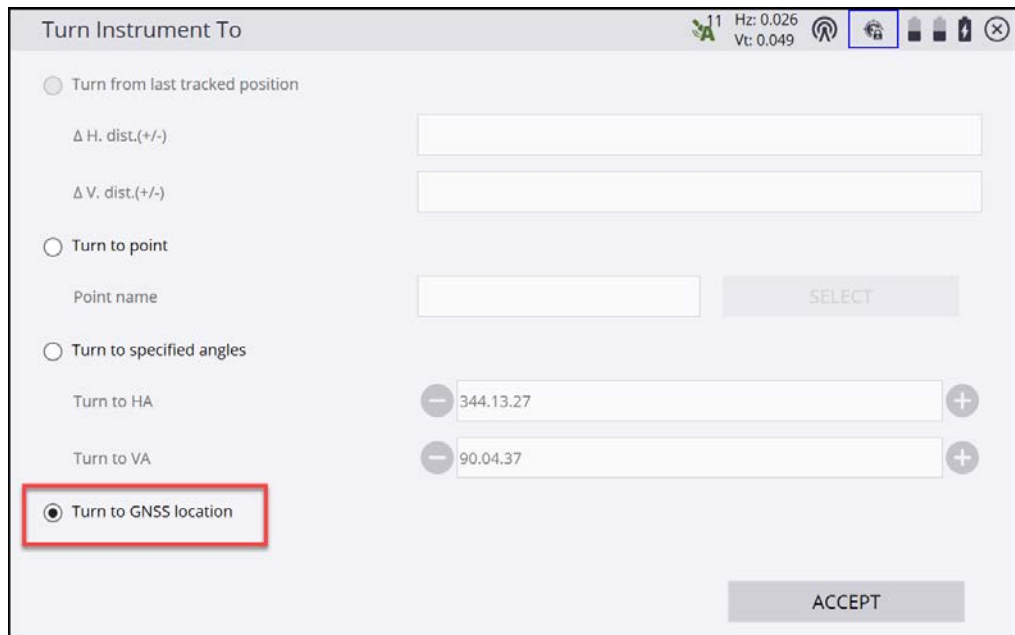 Turn Instrument To
11
Hz: 0.026
Vt: 0.049
Turn from last tracked position
Δ H. dist.(+/-)
Δ V. dist.(+/-)
Turn to point
Point name
SELECT
Turn to specified angles
Turn to HA
344.13.27
Turn to VA
90.04.37
Turn to GNSS location
ACCEPT